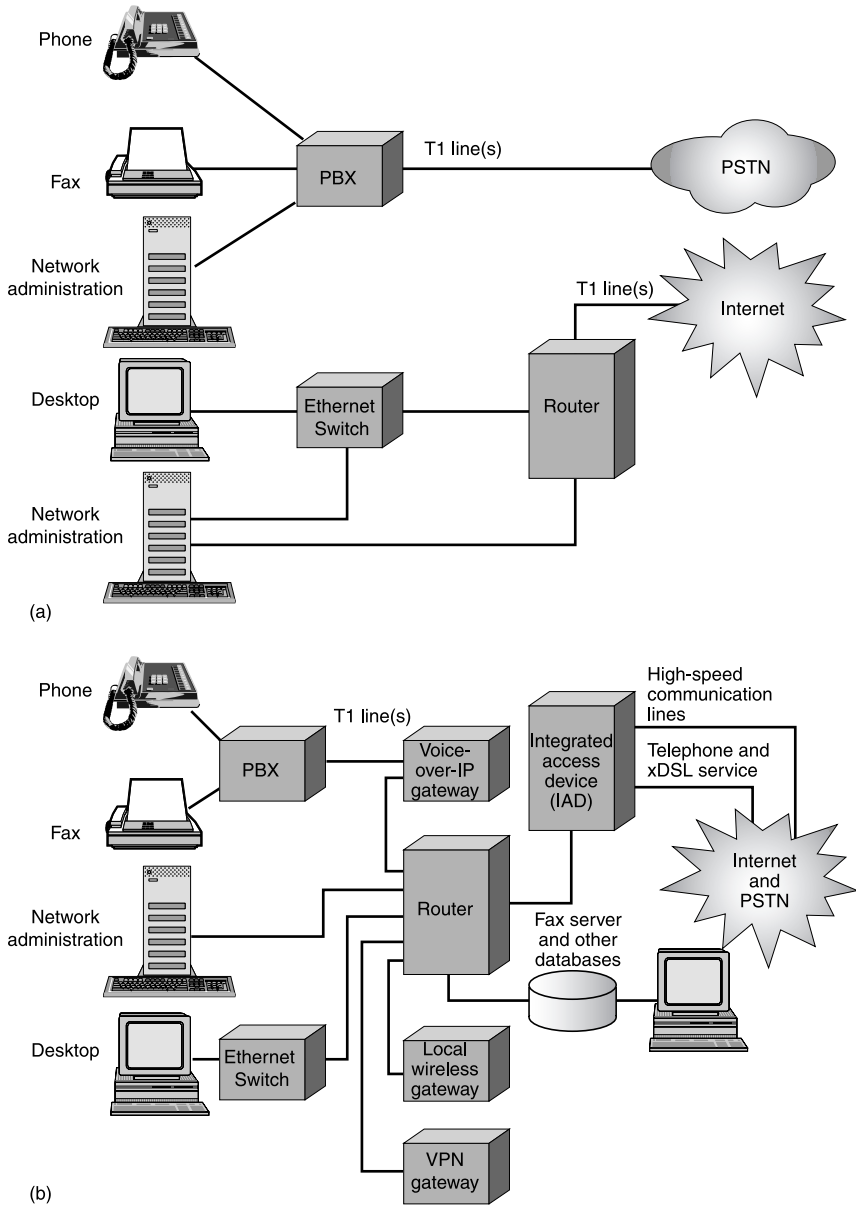 Phone
Fax
PBX
T1 line(s)
PSTN
Network
administration
T1 line(s)
Internet
Desktop
Ethernet
Switch
Router
Network
administration
(a)
Phone
PBX
T1 line(s)
Voice-
over-IP
gateway
Integrated
access
device
(IAD)
High-speed
communication
lines
Telephone and
xDSL service
Fax
Internet
and
PSTN
Network
administration
Router
Fax server
and other
databases
Desktop
Ethernet
Switch
Local
wireless
gateway
VPN
gateway
(b)